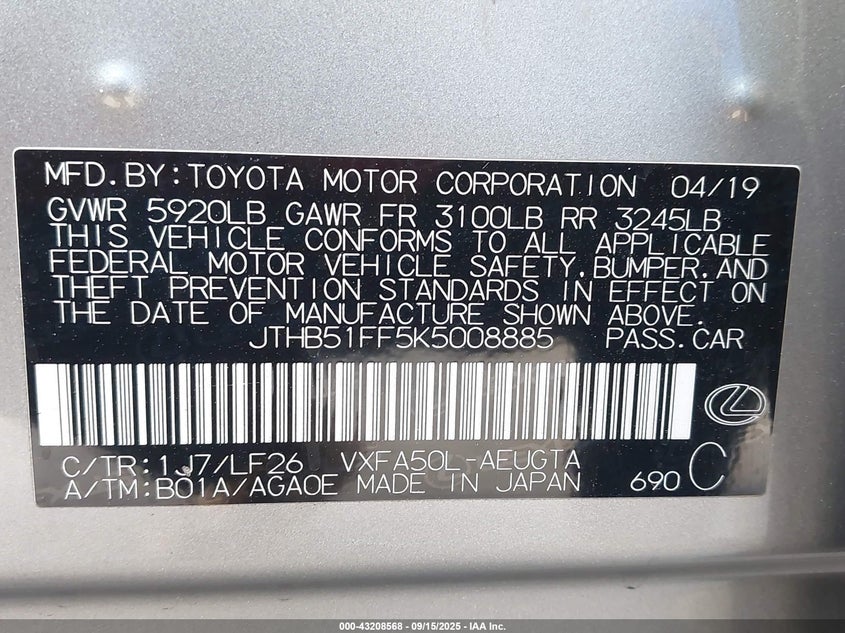 MFD.BY:TOYOTA MOTOR CORPORATION 04/19
GVWR 5920LB GAWR FR 3100LB RR 3245LB
THIS VEHICLE CONFORMS TO ALL APPLICABLE
FEDERAL MOTOR VEHICLE SAFETY,BUMPER,AND
THEFT PREVENTION STANDARDS IN EFFECT ON
THE DATE OF MANUFACTURE SHOWN ABOVE.
JTHB51FF5K5008885 PASS.CAR
C/TR:1J7/LF26 VXFA50L-AEUGTA
A/TM:B01A/AGA0E MADE IN JAPAN 690 C
000-43208568 - 09/15/2025 - IAA Inc.